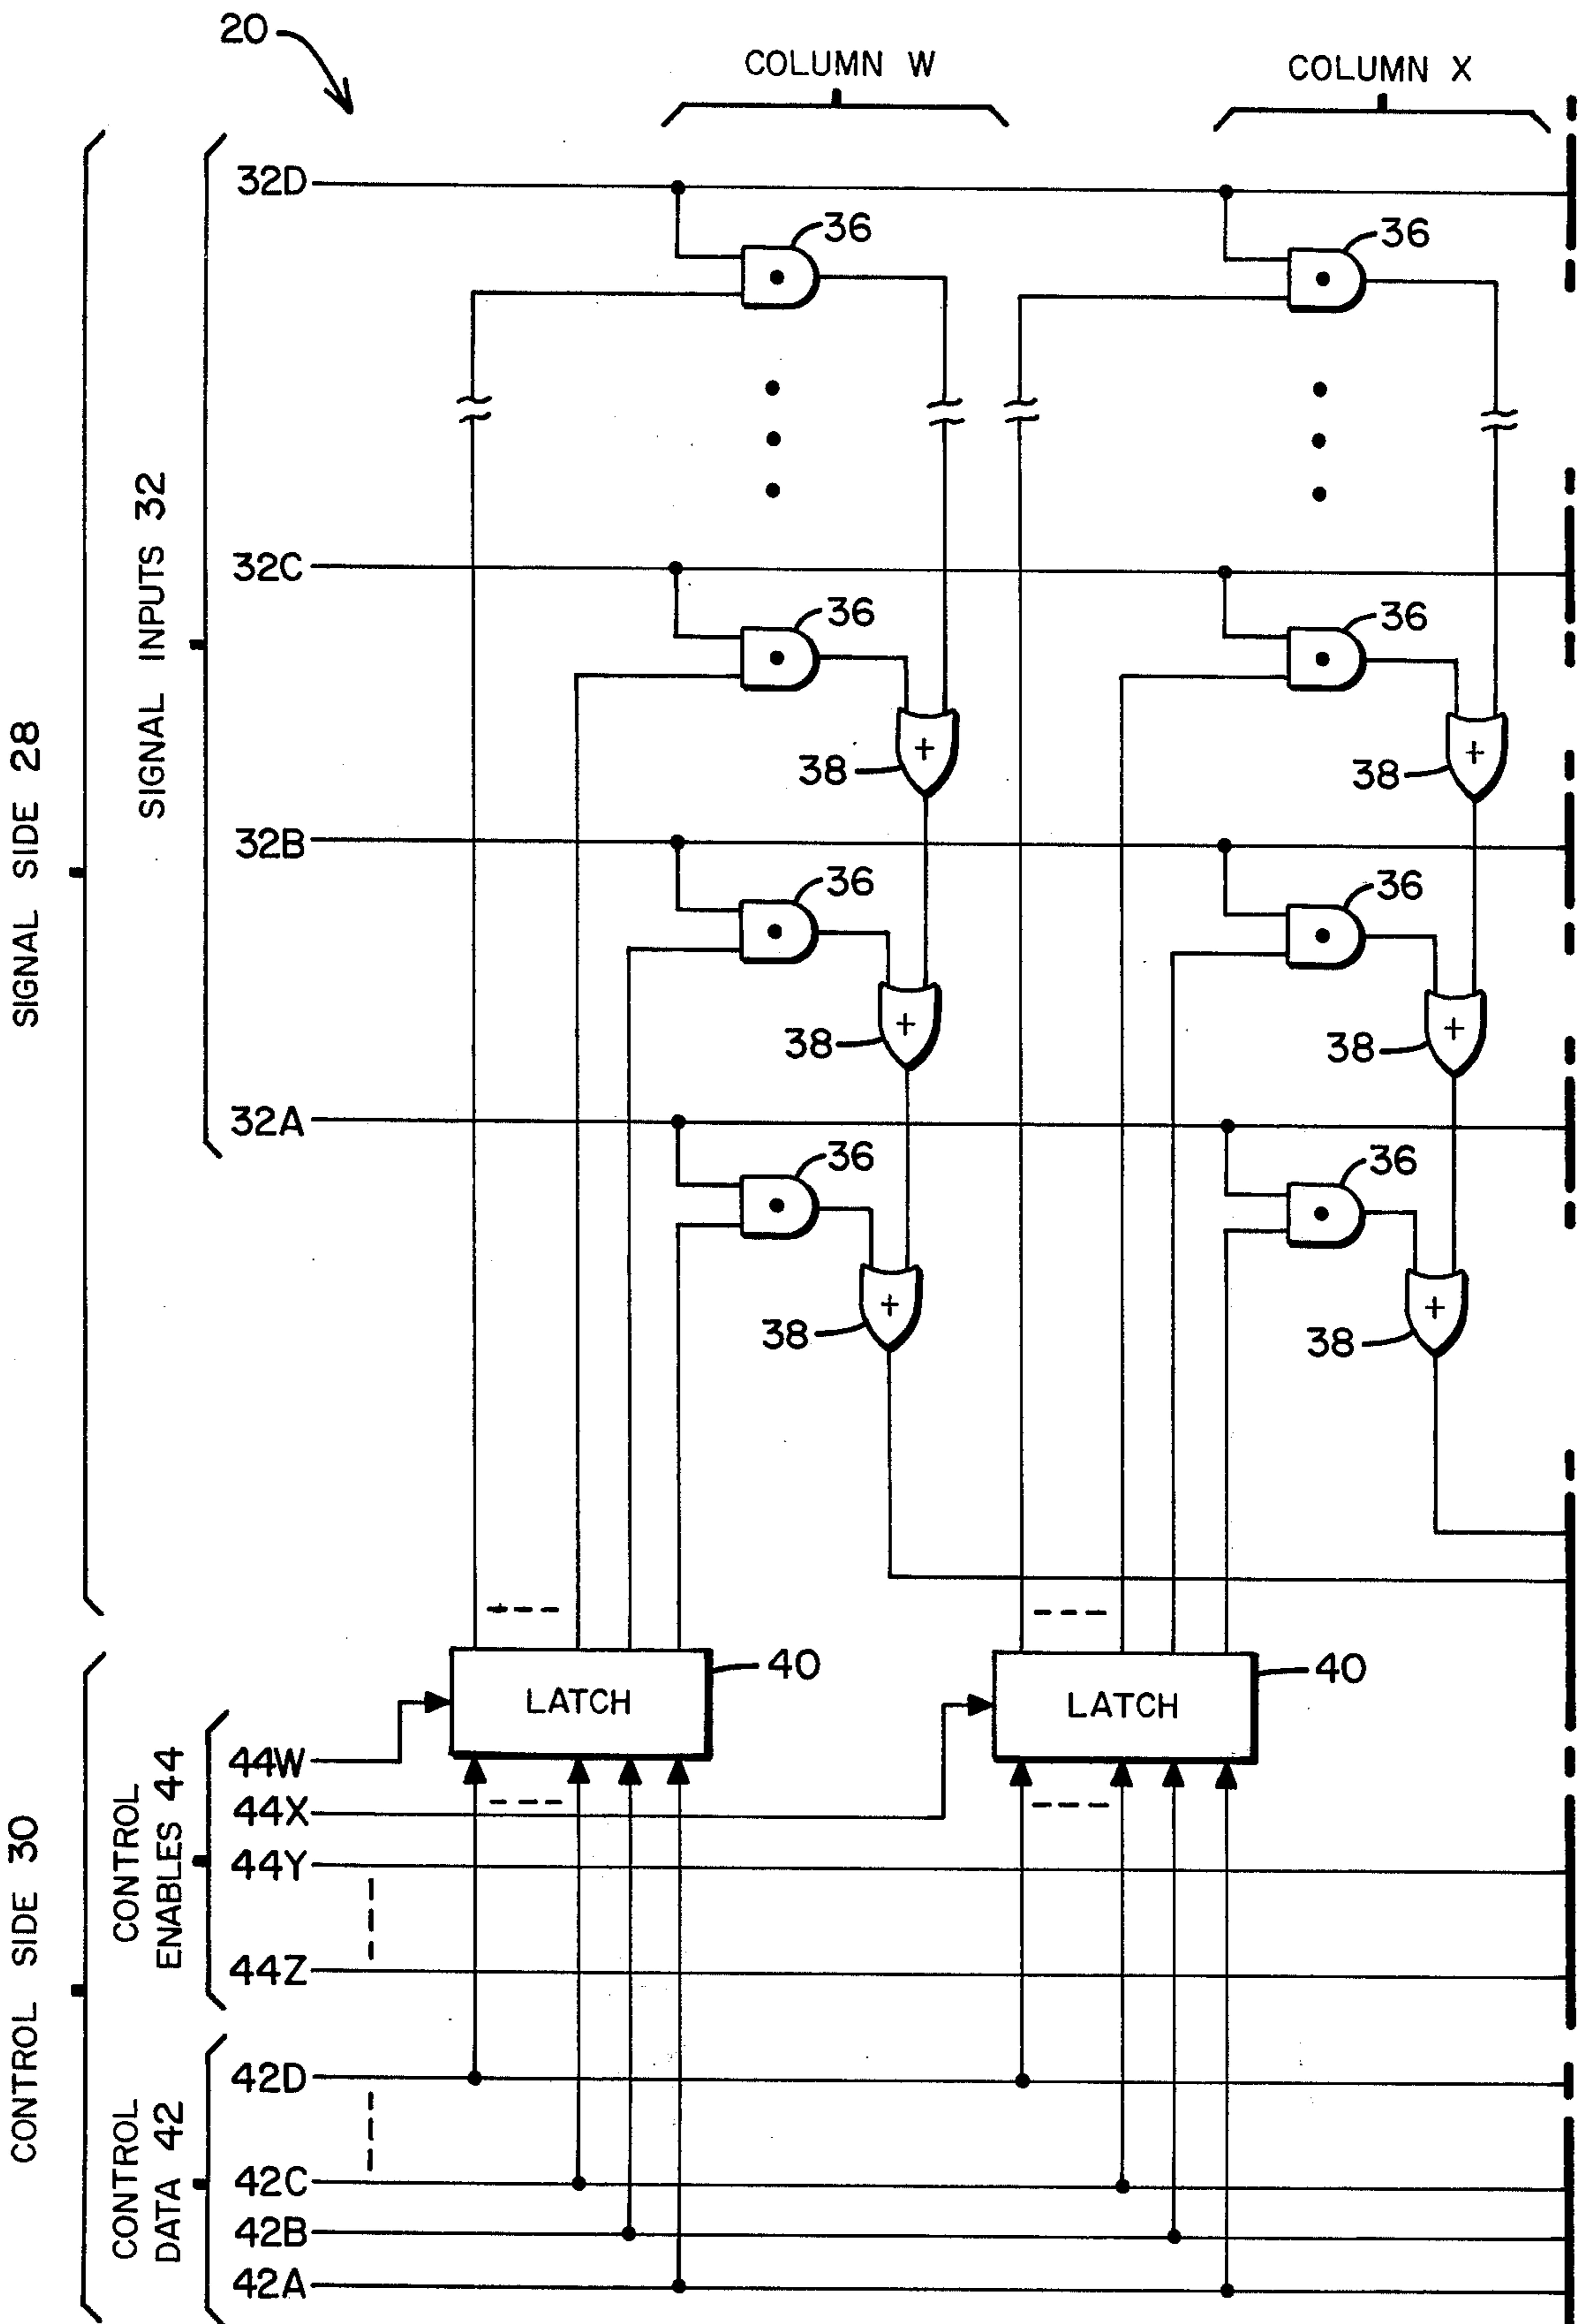 20
COLUMN W
COLUMN X
32D
36
36
32C
36
36
38
38
32B
36
36
38
38
32A
36
36
38
38
SIGNAL SIDE 28
SIGNAL INPUTS 32
LATCH
40
LATCH
40
44W
44X
44Y
44Z
CONTROL SIDE 30
CONTROL
ENABLES 44
42D
42C
42B
42A
CONTROL
DATA 42